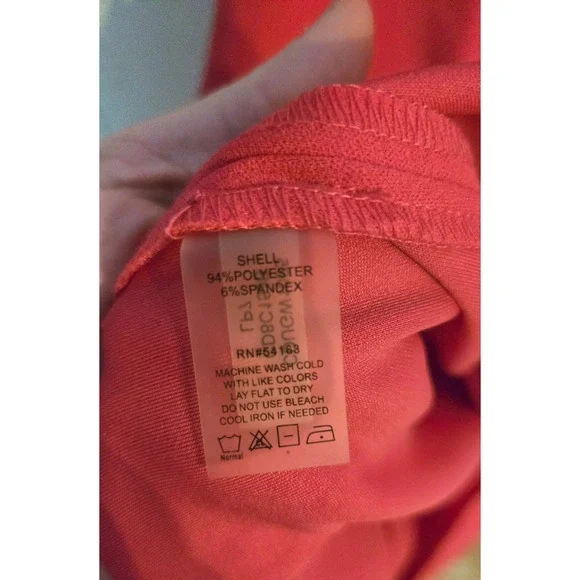 SHELL
94%POLYESTER
6%SPANDEX
RN#54163
MACHINE WASH COLD
WITH LIKE COLORS
LAY FLAT TO DRY
DO NOT USE BLEACH
COOL IRON IF NEEDED
CL
Normal